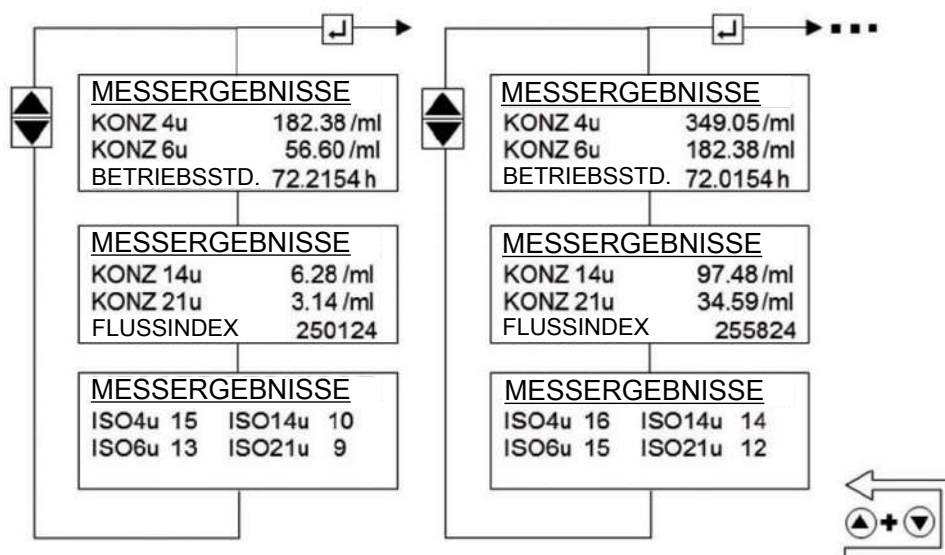 MESSERGEBNISSE
KONZ 4u 182.38 /ml
KONZ 6u 56.60 /ml
BETRIEBSSTD. 72.2154 h
MESSERGEBNISSE
KONZ 14u 6.28 /ml
KONZ 21u 3.14 /ml
FLUSSINDEX 250124
MESSERGEBNISSE
ISO4u 15 ISO14u 10
ISO6u 13 ISO21u 9
MESSERGEBNISSE
KONZ 4u 349.05 /ml
KONZ 6u 182.38 /ml
BETRIEBSSTD. 72.0154 h
MESSERGEBNISSE
KONZ 14u 97.48 /ml
KONZ 21u 34.59 /ml
FLUSSINDEX 255824
MESSERGEBNISSE
ISO4u 16 ISO14u 14
ISO6u 15 ISO21u 12
+